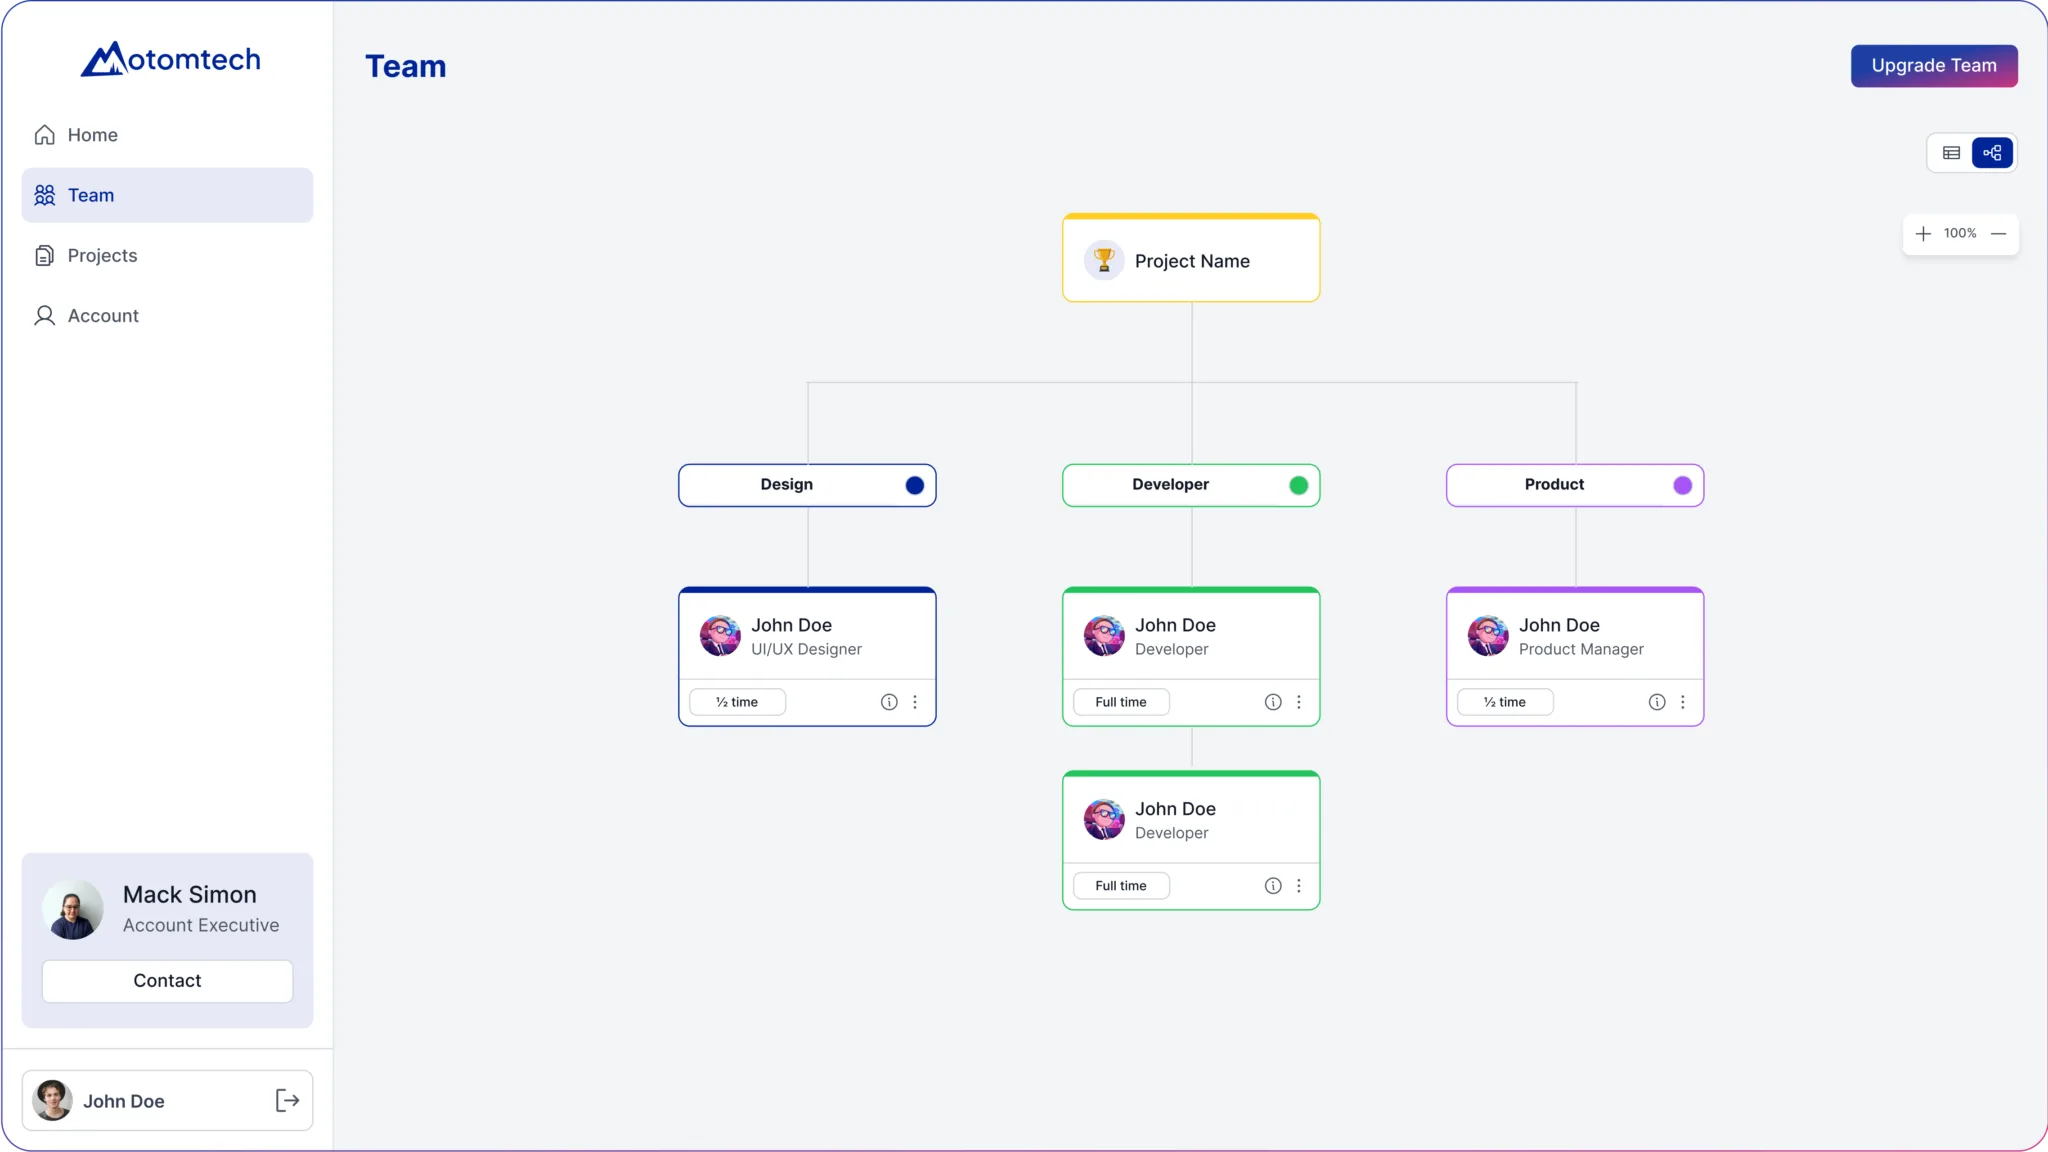 Motomtech
Home
Team
Projects
Account
Mack Simon
Account Executive
Contact
John Doe
Team
Upgrade Team
100%
Project Name
Design
Developer
Product
John Doe
UI/UX Designer
½ time
John Doe
Developer
Full time
John Doe
Product Manager
½ time
John Doe
Developer
Full time